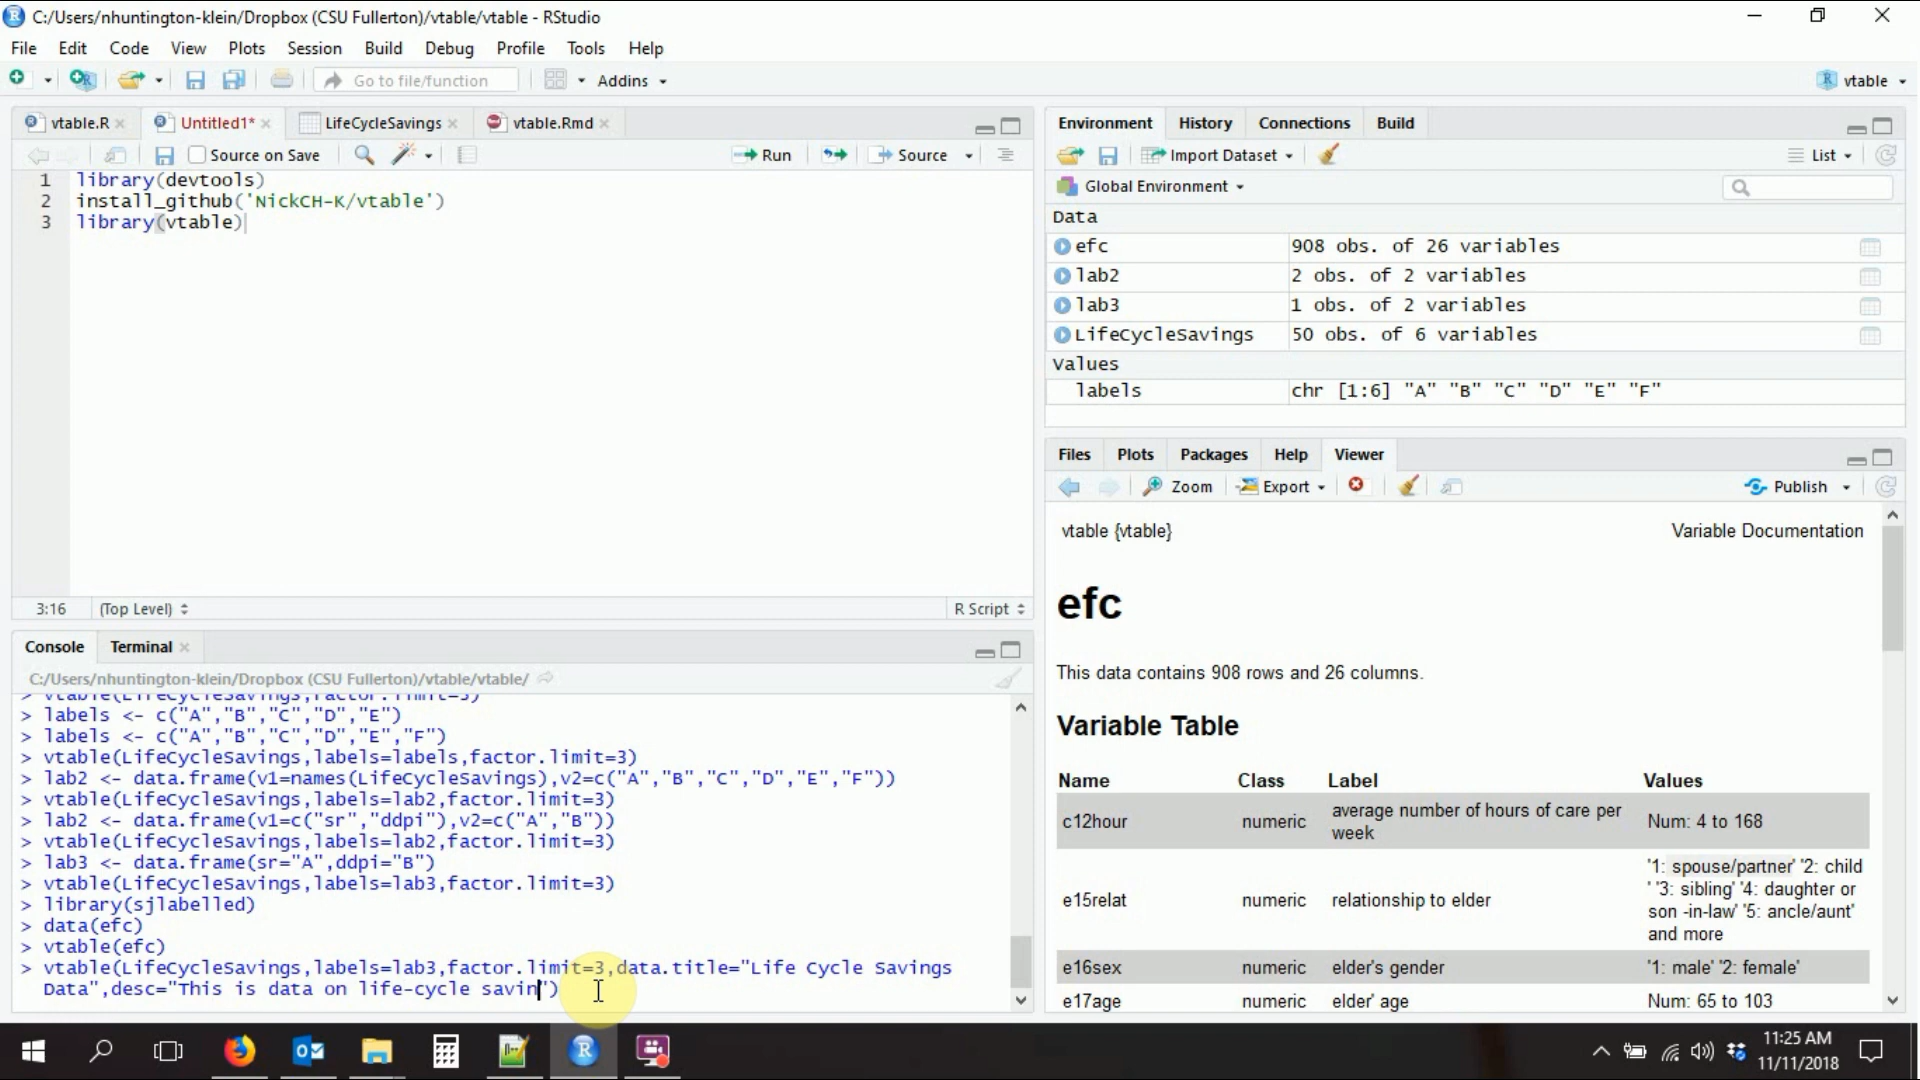 C:/Users/nhuntington-klein/Dropbox (CSU Fullerton)/vtable/vtable - RStudio
File Edit Code View Plots Session Build Debug Profile Tools Help
Go to file/function Addins vtable
vtable.R Untitled1* LifeCycleSavings vtable.Rmd
Source on Save Run Source
1 library(devtools)
2 install_github('NickCH-K/vtable')
3 library(vtable)
3:16 (Top Level) R Script
Console Terminal
C:/Users/nhuntington-klein/Dropbox (CSU Fullerton)/vtable/vtable/
> vtable(LifeCycleSavings,factor.limit=3)
> labels <- c("A","B","C","D","E")
> labels <- c("A","B","C","D","E","F")
> vtable(LifeCycleSavings,labels=labels,factor.limit=3)
> lab2 <- data.frame(v1=names(LifeCycleSavings),v2=c("A","B","C","D","E","F"))
> vtable(LifeCycleSavings,labels=lab2,factor.limit=3)
> lab2 <- data.frame(v1=c("sr","ddpi"),v2=c("A","B"))
> vtable(LifeCycleSavings,labels=lab2,factor.limit=3)
> lab3 <- data.frame(sr="A",ddpi="B")
> vtable(LifeCycleSavings,labels=lab3,factor.limit=3)
> library(sjlabelled)
> data(efc)
> vtable(efc)
> vtable(LifeCycleSavings,labels=lab3,factor.limit=3,data.title="Life Cycle Savings
Data",desc="This is data on life-cycle savin")
Environment History Connections Build
Import Dataset List
Global Environment
Data
efc 908 obs. of 26 variables
lab2 2 obs. of 2 variables
lab3 1 obs. of 2 variables
LifeCycleSavings 50 obs. of 6 variables
Values
labels chr [1:6] "A" "B" "C" "D" "E" "F"
Files Plots Packages Help Viewer
Zoom Export Publish
vtable {vtable} Variable Documentation
efc
This data contains 908 rows and 26 columns.
Variable Table
Name Class Label Values
c12hour numeric average number of hours of care per
week Num: 4 to 168
e15relat numeric relationship to elder '1: spouse/partner' '2: child
' '3: sibling' '4: daughter or
son -in-law' '5: ancle/aunt'
and more
e16sex numeric elder's gender '1: male' '2: female'
e17age numeric elder' age Num: 65 to 103
11:25 AM
11/11/2018